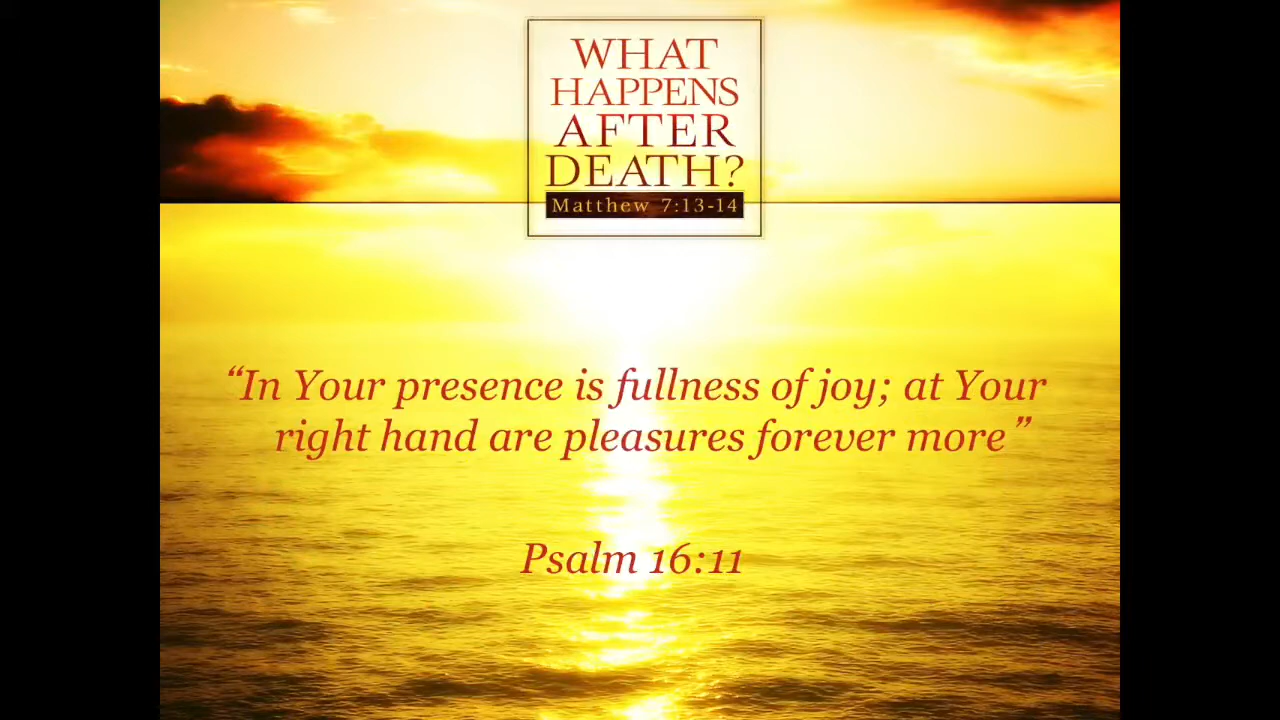 WHAT
HAPPENS
AFTER
DEATH?
Matthew 7:13-14
“In Your presence is fullness of joy; at Your
right hand are pleasures forever more”
Psalm 16:11